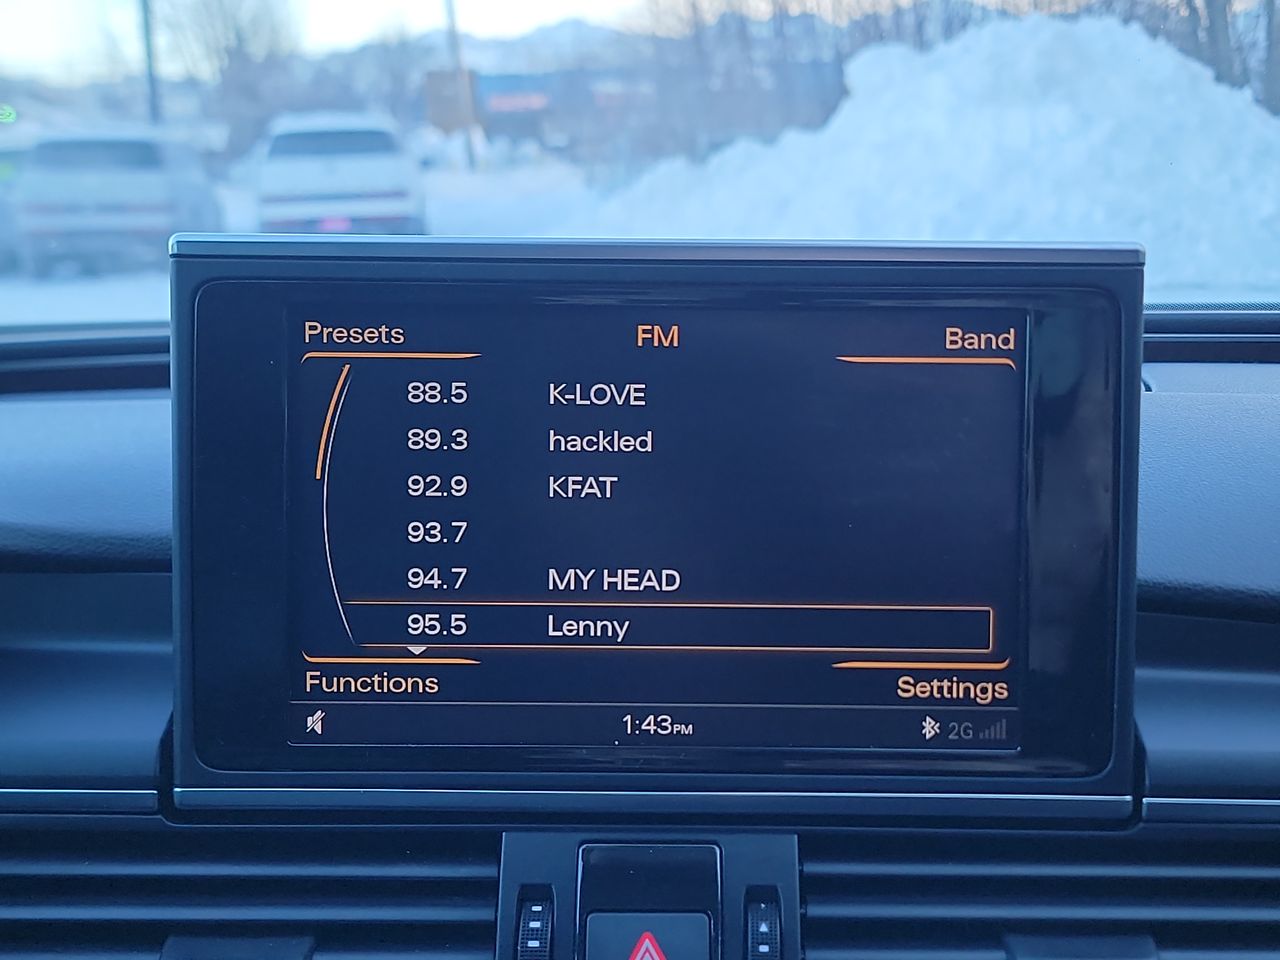 Presets FM Band
88.5 K-LOVE
89.3 hackled
92.9 KFAT
93.7
94.7 MY HEAD
95.5 Lenny
Functions Settings
1:43PM 2G